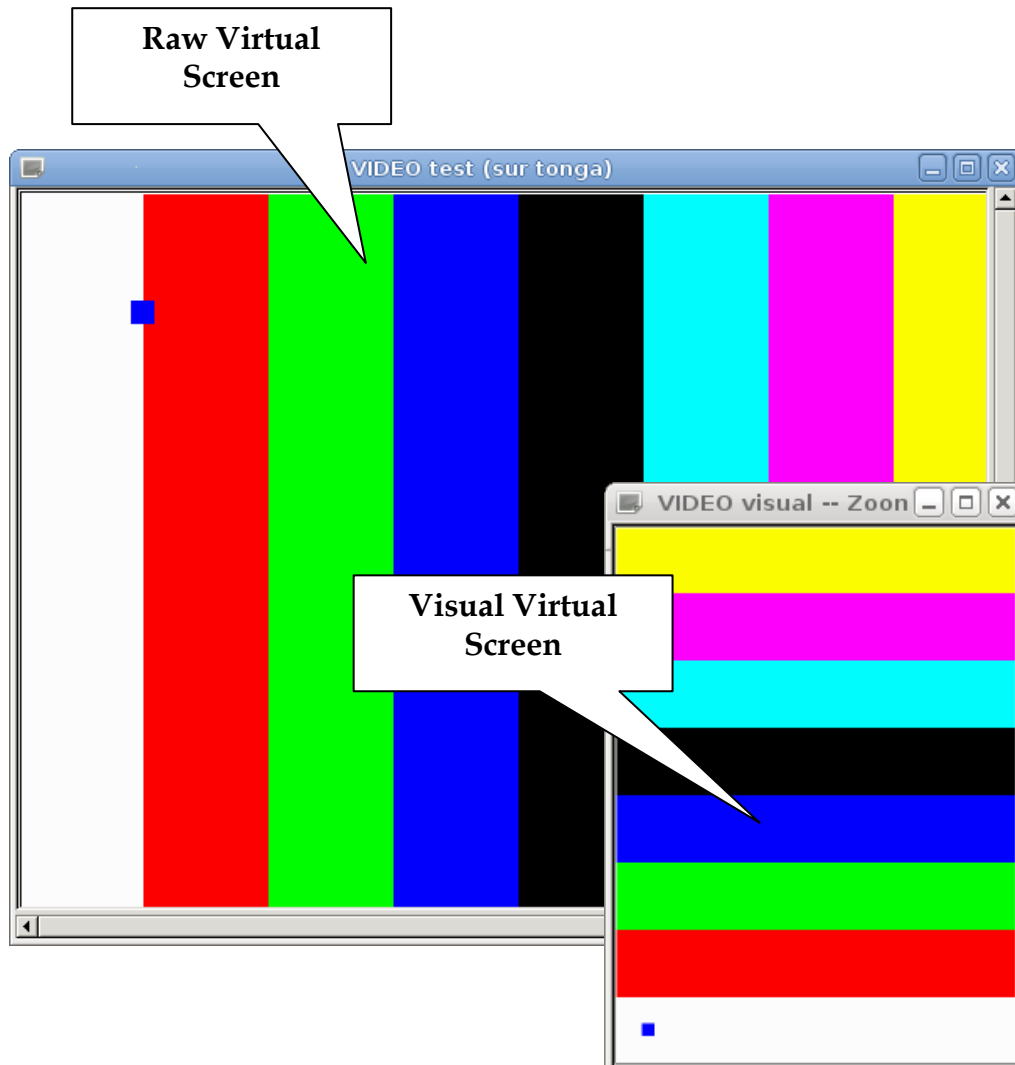 Raw Virtual
Screen
VIDEO test (sur tonga)
VIDEO visual -- Zoon
Visual Virtual
Screen